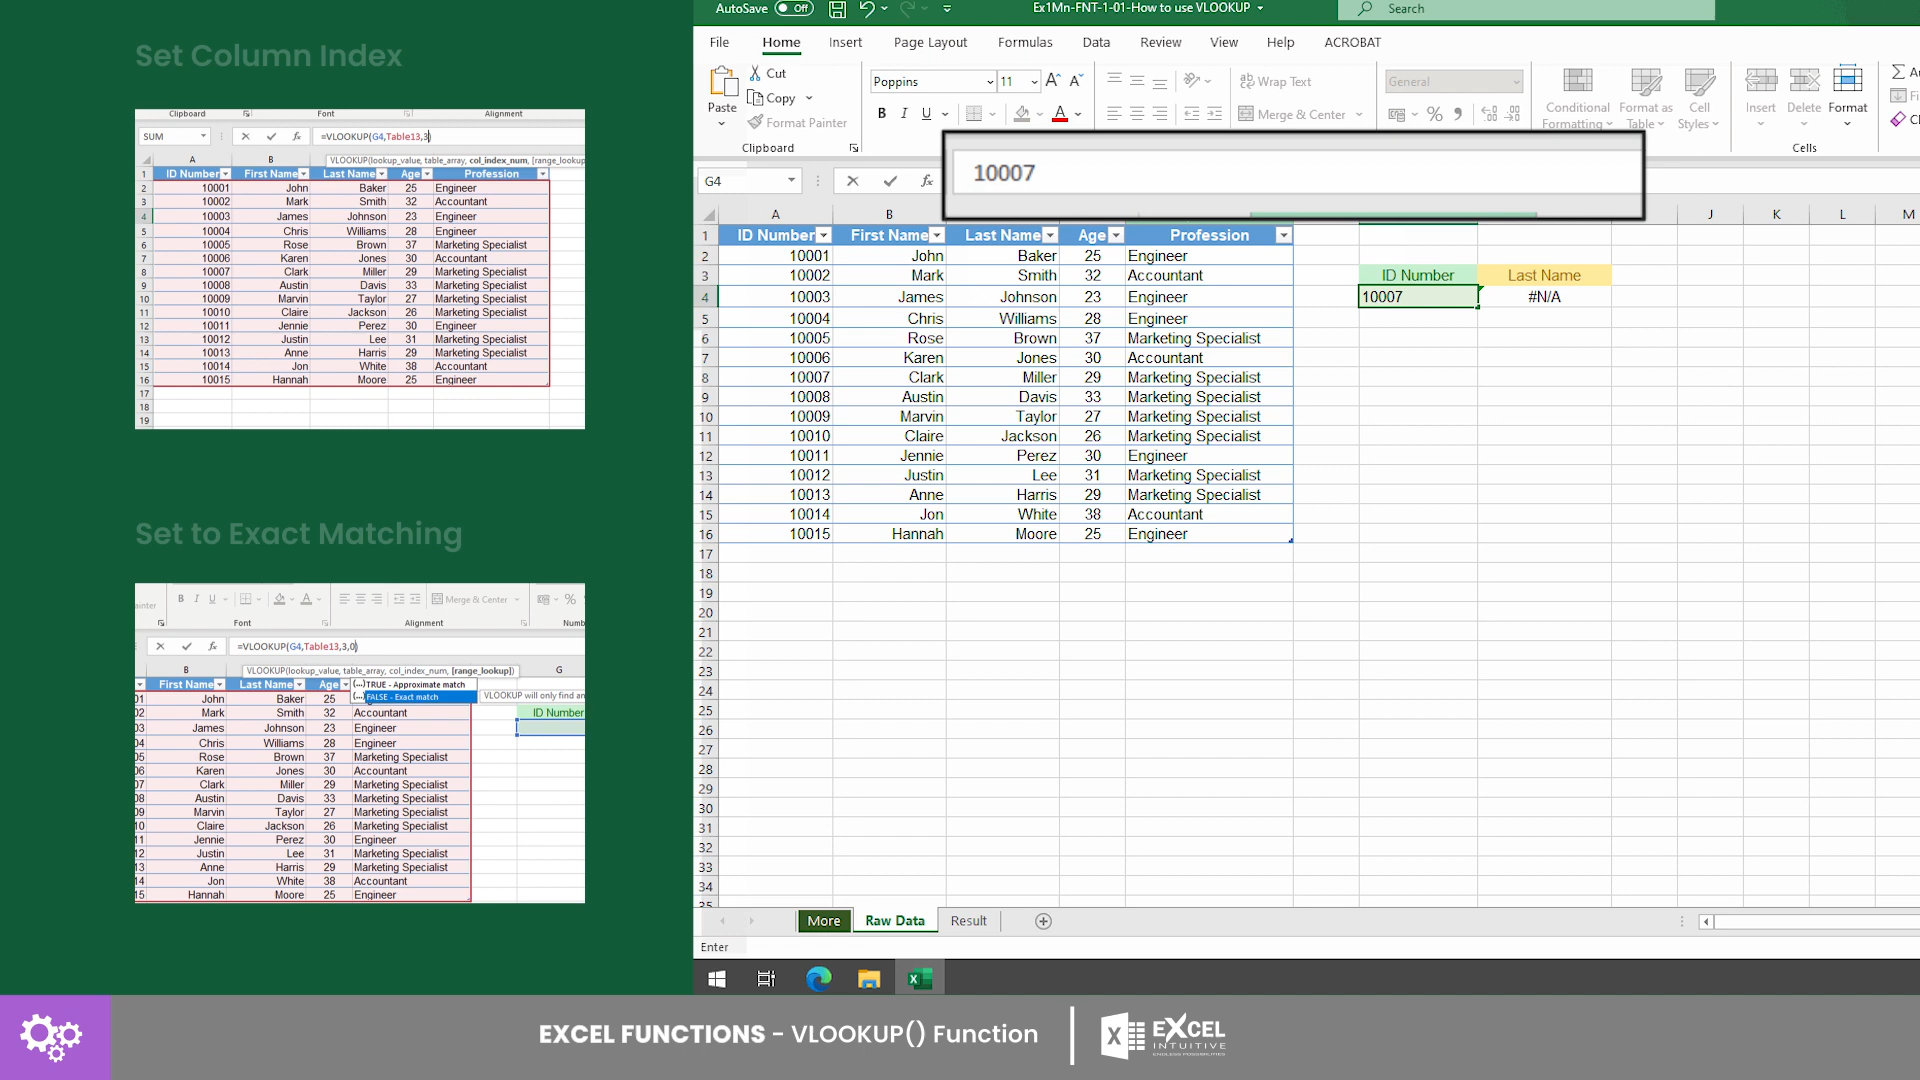 Set Column Index
Clipboard Font Alignment
SUM =VLOOKUP(G4,Table13,3)
VLOOKUP(lookup_value, table_array, col_index_num, [range_lookup
A B
1 ID Number First Name Last Name Age Profession
2 10001 John Baker 25 Engineer
3 10002 Mark Smith 32 Accountant
4 10003 James Johnson 23 Engineer
5 10004 Chris Williams 28 Engineer
6 10005 Rose Brown 37 Marketing Specialist
7 10006 Karen Jones 30 Accountant
8 10007 Clark Miller 29 Marketing Specialist
9 10008 Austin Davis 33 Marketing Specialist
10 10009 Marvin Taylor 27 Marketing Specialist
11 10010 Claire Jackson 26 Marketing Specialist
12 10011 Jennie Perez 30 Engineer
13 10012 Justin Lee 31 Marketing Specialist
14 10013 Anne Harris 29 Marketing Specialist
15 10014 Jon White 38 Accountant
16 10015 Hannah Moore 25 Engineer
17
18
19
Set to Exact Matching
B I U A Merge & Center %
Font Alignment Numb
=VLOOKUP(G4,Table13,3,0)
VLOOKUP(lookup_value, table_array, col_index_num, [range_lookup])
B G
First Name Last Name Age
TRUE - Approximate match
FALSE - Exact match VLOOKUP will only find an
01 John Baker 25
02 Mark Smith 32 Accountant ID Number
03 James Johnson 23 Engineer
04 Chris Williams 28 Engineer
05 Rose Brown 37 Marketing Specialist
06 Karen Jones 30 Accountant
07 Clark Miller 29 Marketing Specialist
08 Austin Davis 33 Marketing Specialist
09 Marvin Taylor 27 Marketing Specialist
10 Claire Jackson 26 Marketing Specialist
11 Jennie Perez 30 Engineer
12 Justin Lee 31 Marketing Specialist
13 Anne Harris 29 Marketing Specialist
14 Jon White 38 Accountant
15 Hannah Moore 25 Engineer
AutoSave Off Ex1Mn-FNT-1-01-How to use VLOOKUP Search
File Home Insert Page Layout Formulas Data Review View Help ACROBAT
Paste Cut Copy Format Painter
Clipboard
Poppins 11
B I U A
Wrap Text
Merge & Center
General
%
Conditional Formatting
Format as Table
Cell Styles
Insert Delete Format
Cells
G4 10007
A B J K L M
1 ID Number First Name Last Name Age Profession
2 10001 John Baker 25 Engineer
3 10002 Mark Smith 32 Accountant ID Number Last Name
4 10003 James Johnson 23 Engineer 10007 #N/A
5 10004 Chris Williams 28 Engineer
6 10005 Rose Brown 37 Marketing Specialist
7 10006 Karen Jones 30 Accountant
8 10007 Clark Miller 29 Marketing Specialist
9 10008 Austin Davis 33 Marketing Specialist
10 10009 Marvin Taylor 27 Marketing Specialist
11 10010 Claire Jackson 26 Marketing Specialist
12 10011 Jennie Perez 30 Engineer
13 10012 Justin Lee 31 Marketing Specialist
14 10013 Anne Harris 29 Marketing Specialist
15 10014 Jon White 38 Accountant
16 10015 Hannah Moore 25 Engineer
17
18
19
20
21
22
23
24
25
26
27
28
29
30
31
32
33
34
35
More Raw Data Result
Enter
EXCEL FUNCTIONS - VLOOKUP() Function
X EXCEL
INTUITIVE
ENDLESS POSSIBILITIES